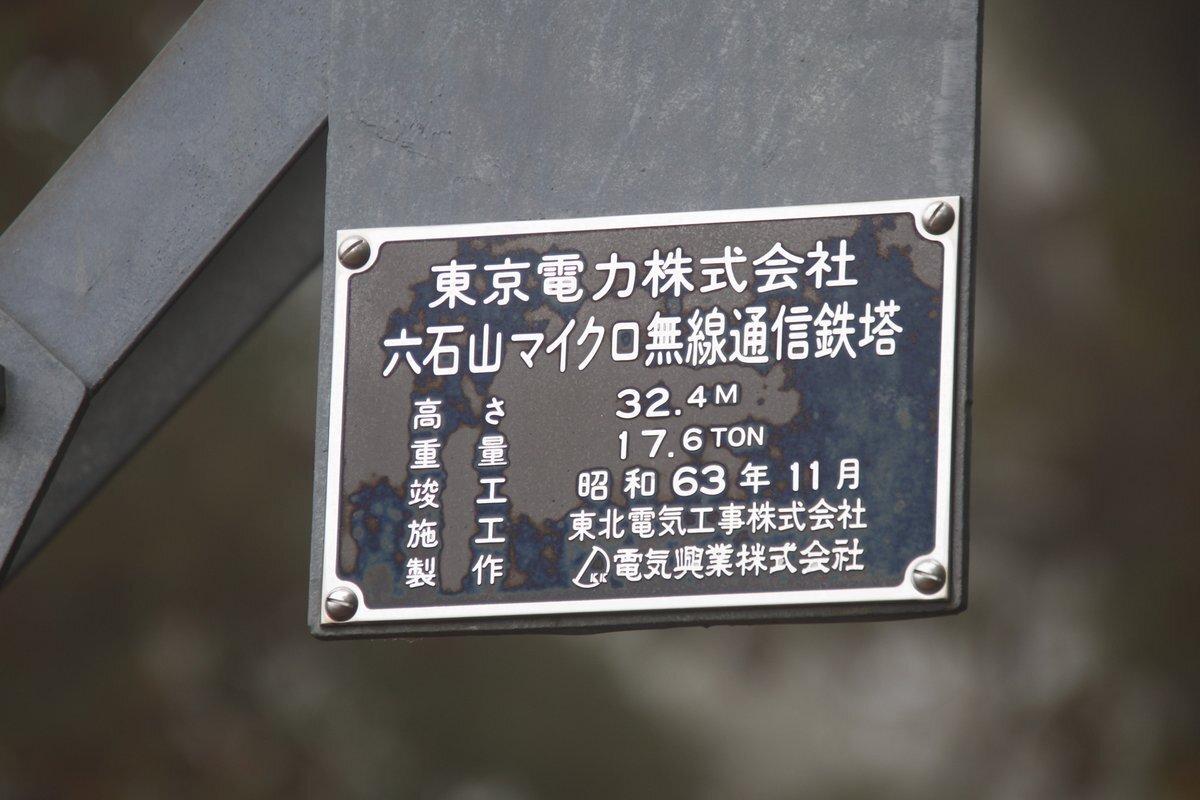 東京電力株式会社
六石山マイクロ無線通信鉄塔
高さ 32.4M
重量 17.6TON
竣工 昭和63年11月
施工 東北電気工事株式会社
製作 KK 電気興業株式会社